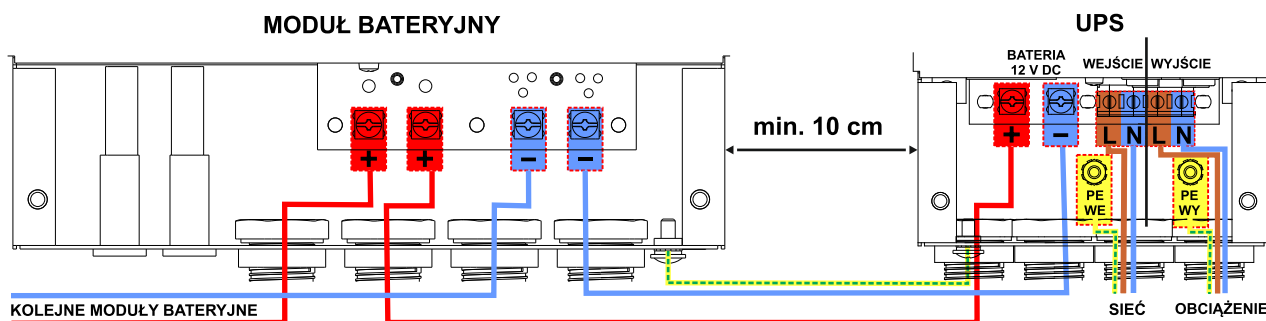 MODUŁ BATERYJNY
UPS
BATERIA
12 V DC
WEJŚCIE
WYJŚCIE
+
+
-
-
min. 10 cm
+
-
L
N
L
N
PE
WE
PE
WY
KOLEJNE MODUŁY BATERYJNE
SIEĆ
OBCIĄŻENIE